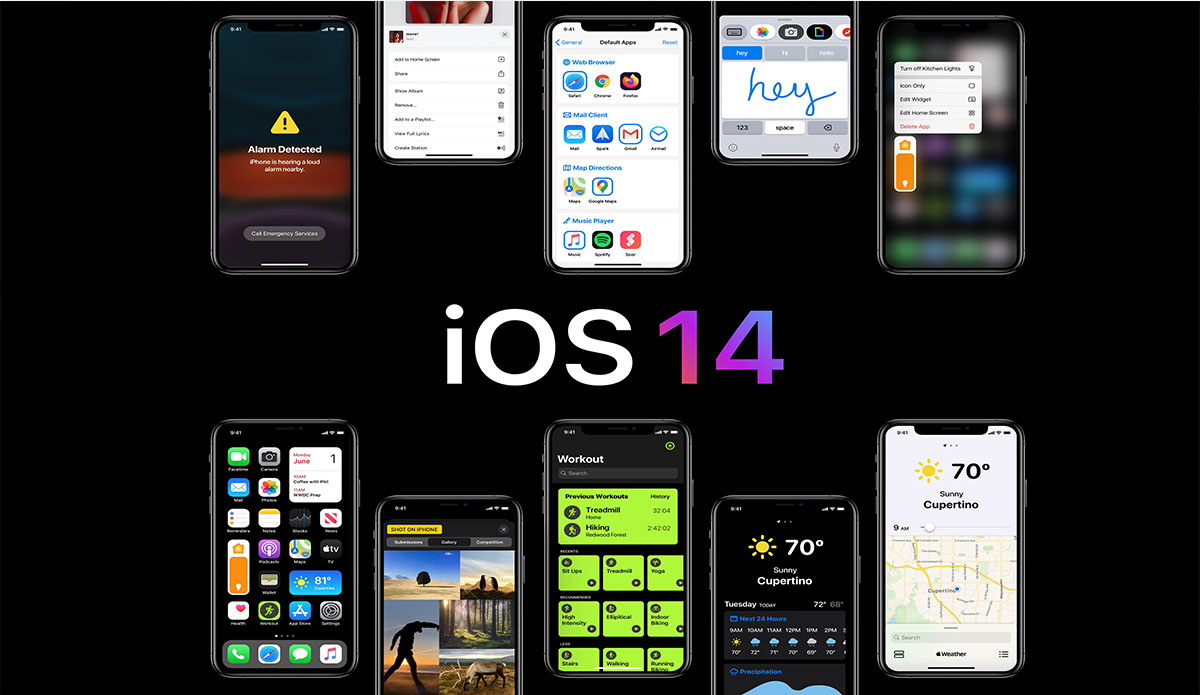 9:41
Alarm Detected
iPhone is hearing a loud
alarm nearby.
Call Emergency Services
Add to Home Screen
Share
Show Album
Remove...
Add to a Playlist...
View Full Lyrics
Create Station
9:41
General
Default Apps
Reset
Web Browser
Safari
Chrome
Firefox
Mail Client
Mail
Spark
Gmail
Airmail
Map Directions
Maps
Google Maps
Music Player
Music
Spotify
Soor
hey
hi
hello
hey
123
space
9:41
Turn off Kitchen Lights
Icon Only
Edit Widget
Edit Home Screen
Delete App
iOS 14
9:41
Facetime
Camera
Monday
June
1
10AM
Coffee with Phil
11AM
WWDC Prep
Mail
Photos
Reminders
Notes
Stocks
News
Podcasts
Maps
tv
TV
Wallet
81°
Cupertino
Health
Workout
App Store
Settings
9:41
SHOT ON IPHONE
Submissions
Gallery
Competition
9:41
Workout
Search
Previous Workouts
History
Treadmill
32:04
Home
Hiking
2:42:02
Redwood Forest
RECENTS
Sit Ups
Treadmill
Yoga
RECOMMENDED
High
Intensity
Elliptical
Indoor
Biking
LEGS
Stairs
Walking
Running
Biking
9:41
70°
Sunny
Cupertino
Tuesday TODAY
72° 68°
Next 24 Hours
9AM 10AM 11AM 12PM 1PM 2PM
70° 72° 71° 70° 69° 70°
Precipitation
9:41
70°
Sunny
Cupertino
9 AM
Cupertino
Search
Weather